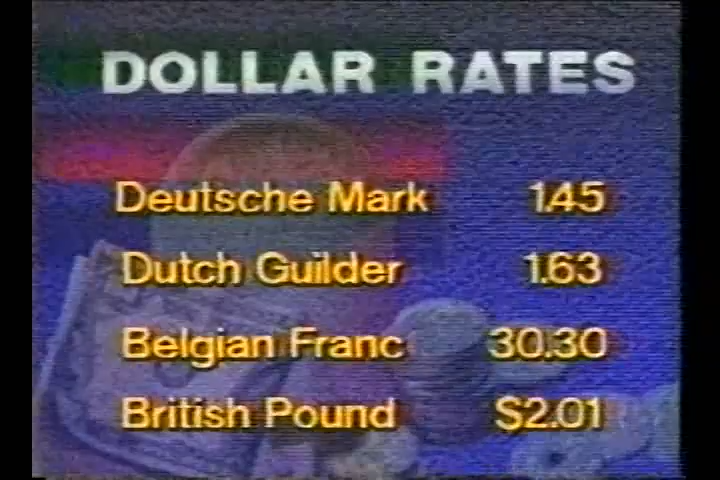 DOLLAR RATES
Deutsche Mark 1.45
Dutch Guilder 1.63
Belgian Franc 30.30
British Pound $2.01